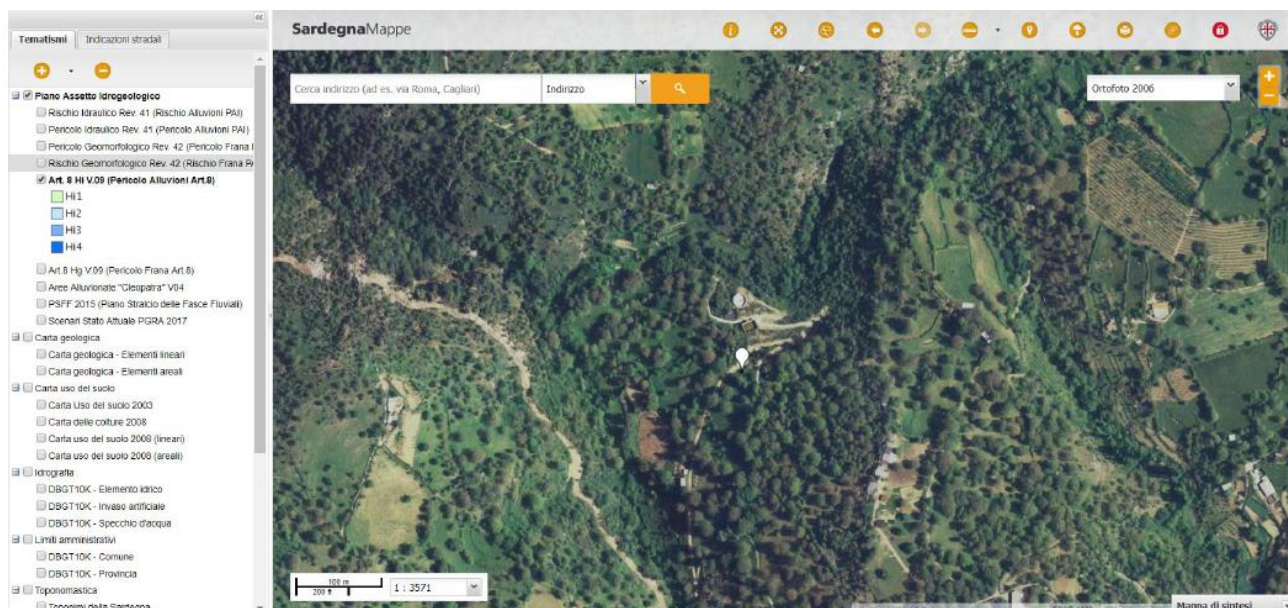 Tematismi
Indicazioni stradali
Piano Assetto Idrogeologico
Rischio Idraulico Rev. 41 (Rischio Alluvioni PAI)
Pericolo Idraulico Rev. 41 (Pericolo Alluvioni PAI)
Pericolo Geomorfologico Rev. 42 (Pericolo Frana
Rischio Geomorfologico Rev. 42 (Rischio Frana
Art. 8 Hi V.09 (Pericolo Alluvioni Art.8)
Hi1
Hi2
Hi3
Hi4
Art.8 Hg V.09 (Pericolo Frana Art.8)
Aree Alluvionate "Cleopatra" V04
PSFF 2015 (Piano Stralcio delle Fasce Fluviali)
Scenari Stato Attuale PGRA 2017
Carta geologica
Carta geologica - Elementi lineari
Carta geologica - Elementi areali
Carta uso del suolo
Carta Uso del suolo 2003
Carta delle colture 2008
Carta uso del suolo 2008 (lineari)
Carta uso del suolo 2008 (areali)
Idrografia
DBGT10K - Elemento idrico
DBGT10K - Invaso artificiale
DBGT10K - Specchio d'acqua
Limiti amministrativi
DBGT10K - Comune
DBGT10K - Provincia
Toponomastica
Toponimi della Sardegna
SardegnaMappe
Cerca indirizzo (ad es. via Roma, Cagliari)
Indirizzo
Ortofoto 2006
100 m
200 ft
1 : 3571
Mappa di sintesi